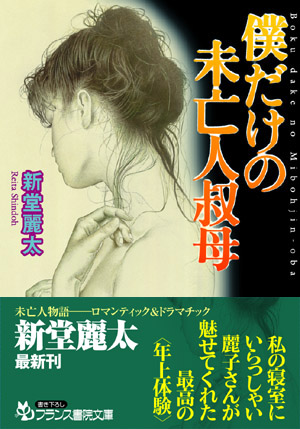 僕だけの
未亡人叔母
Boku dake no Mibohjin-oba
新堂麗太
Reita Shindoh
未亡人物語——ロマンティック&ドラマチック
新堂麗太
最新刊
私の寝室に
いらっしゃい
麗子さんが
魅せてくれた
最高の
〈年上体験〉
書き下ろし
フランス書院文庫